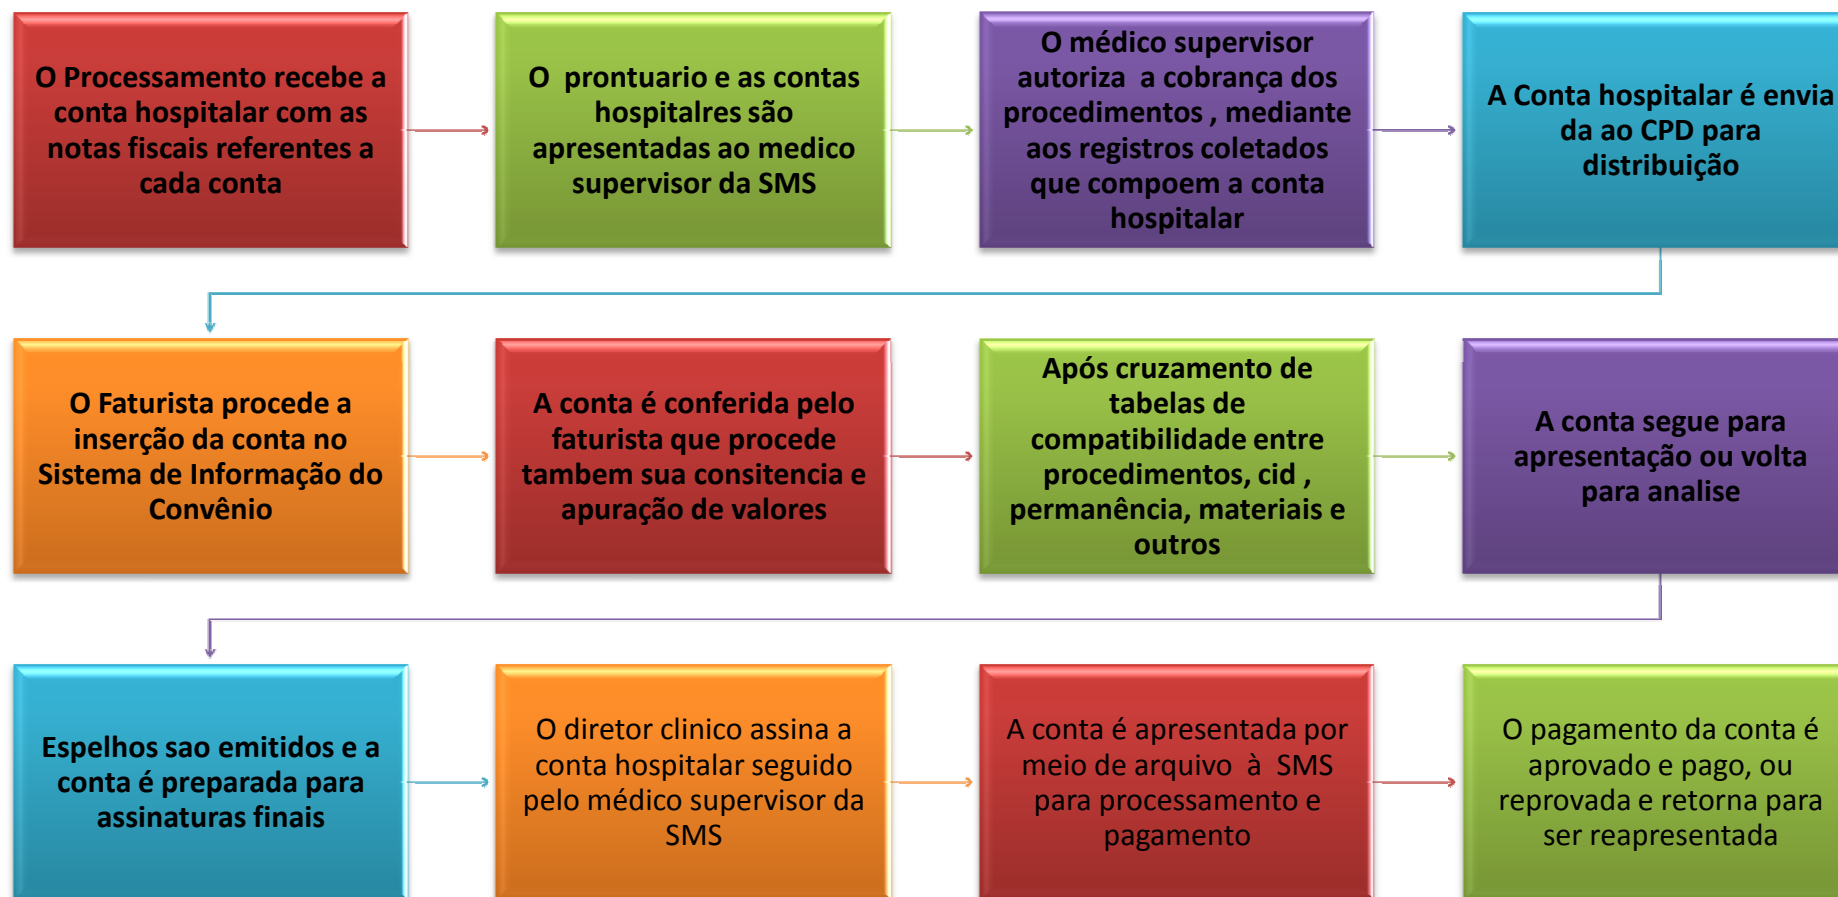 O Processamento recebe a
conta hospitalar com as
notas fiscais referentes a
cada conta
O prontuario e as contas
hospitalres são
apresentadas ao medico
supervisor da SMS
O médico supervisor
autoriza a cobrança dos
procedimentos , mediante
aos registros coletados
que compoem a conta
hospitalar
A Conta hospitalar é envia
da ao CPD para
distribuição
O Faturista procede a
inserção da conta no
Sistema de Informação do
Convênio
A conta é conferida pelo
faturista que procede
tambem sua consitencia e
apuração de valores
Após cruzamento de
tabelas de
compatibilidade entre
procedimentos, cid ,
permanência, materiais e
outros
A conta segue para
apresentação ou volta
para analise
Espelhos sao emitidos e a
conta é preparada para
assinaturas finais
O diretor clinico assina a
conta hospitalar seguido
pelo médico supervisor da
SMS
A conta é apresentada por
meio de arquivo à SMS
para processamento e
pagamento
O pagamento da conta é
aprovado e pago, ou
reprovada e retorna para
ser reapresentada